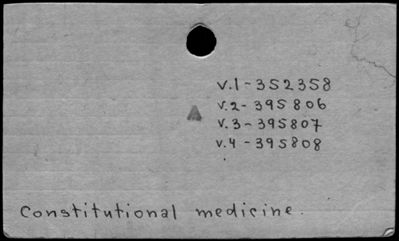 v.1-352358
v.2-395806
v.3-395807
v.4-395808
Constitutional medicine.